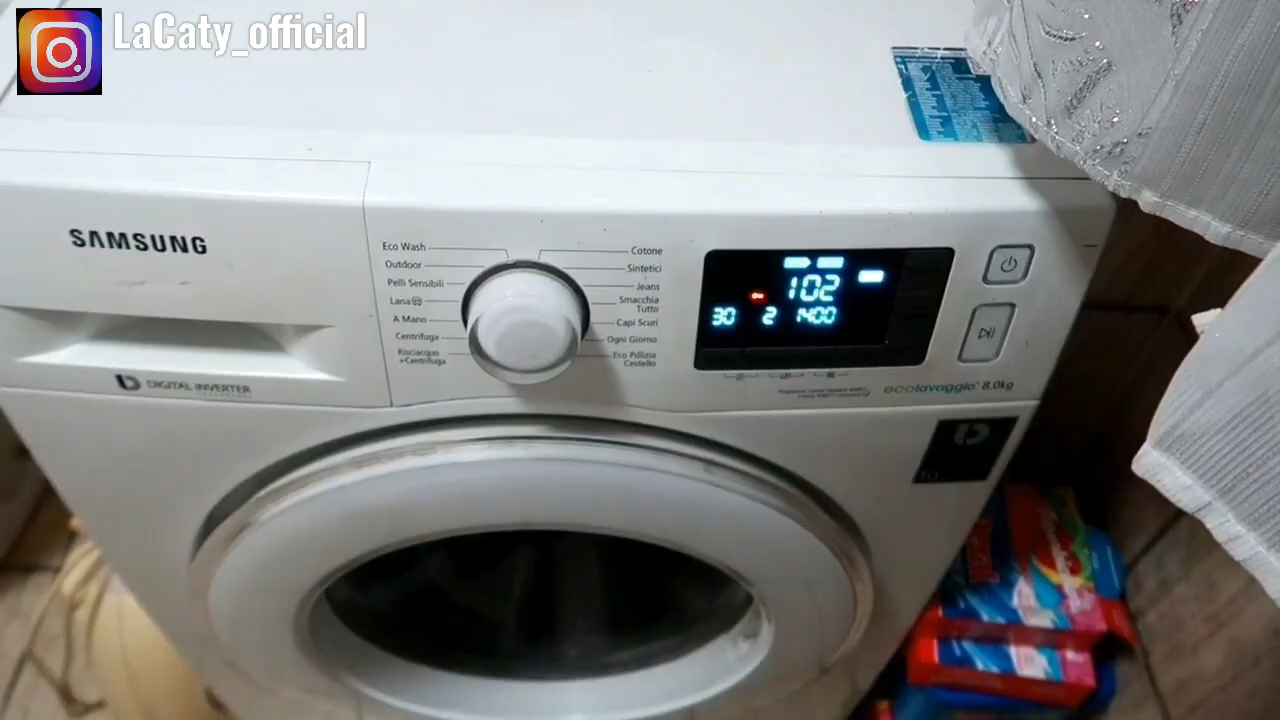 LaCaty_official
SAMSUNG
DIGITAL INVERTER
Eco Wash
Outdoor
Pelli Sensibili
Lana
A Mano
Centrifuga
Risciacquo
+Centrifuga
Cotone
Sintetici
Jeans
Smacchia
Tutto
Capi Scuri
Ogni Giorno
Eco Pulizia
Cestello
102
30 2 1400
ecolavaggio 8.0kg